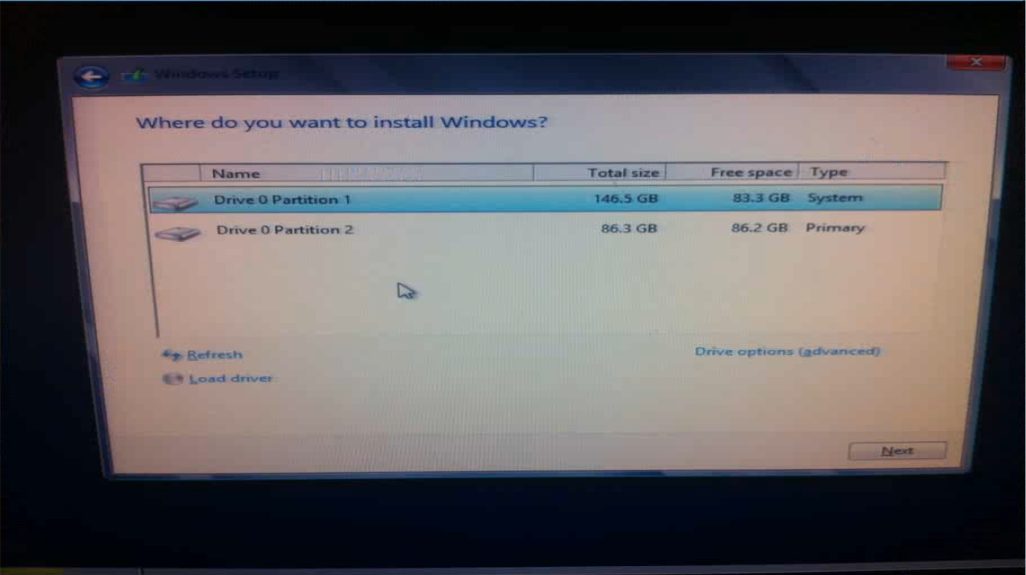 Windows Setup
Where do you want to install Windows?
Name Total size Free space Type
Drive 0 Partition 1 146.5 GB 83.3 GB System
Drive 0 Partition 2 86.3 GB 86.2 GB Primary
Refresh Drive options (advanced)
Load driver
Next